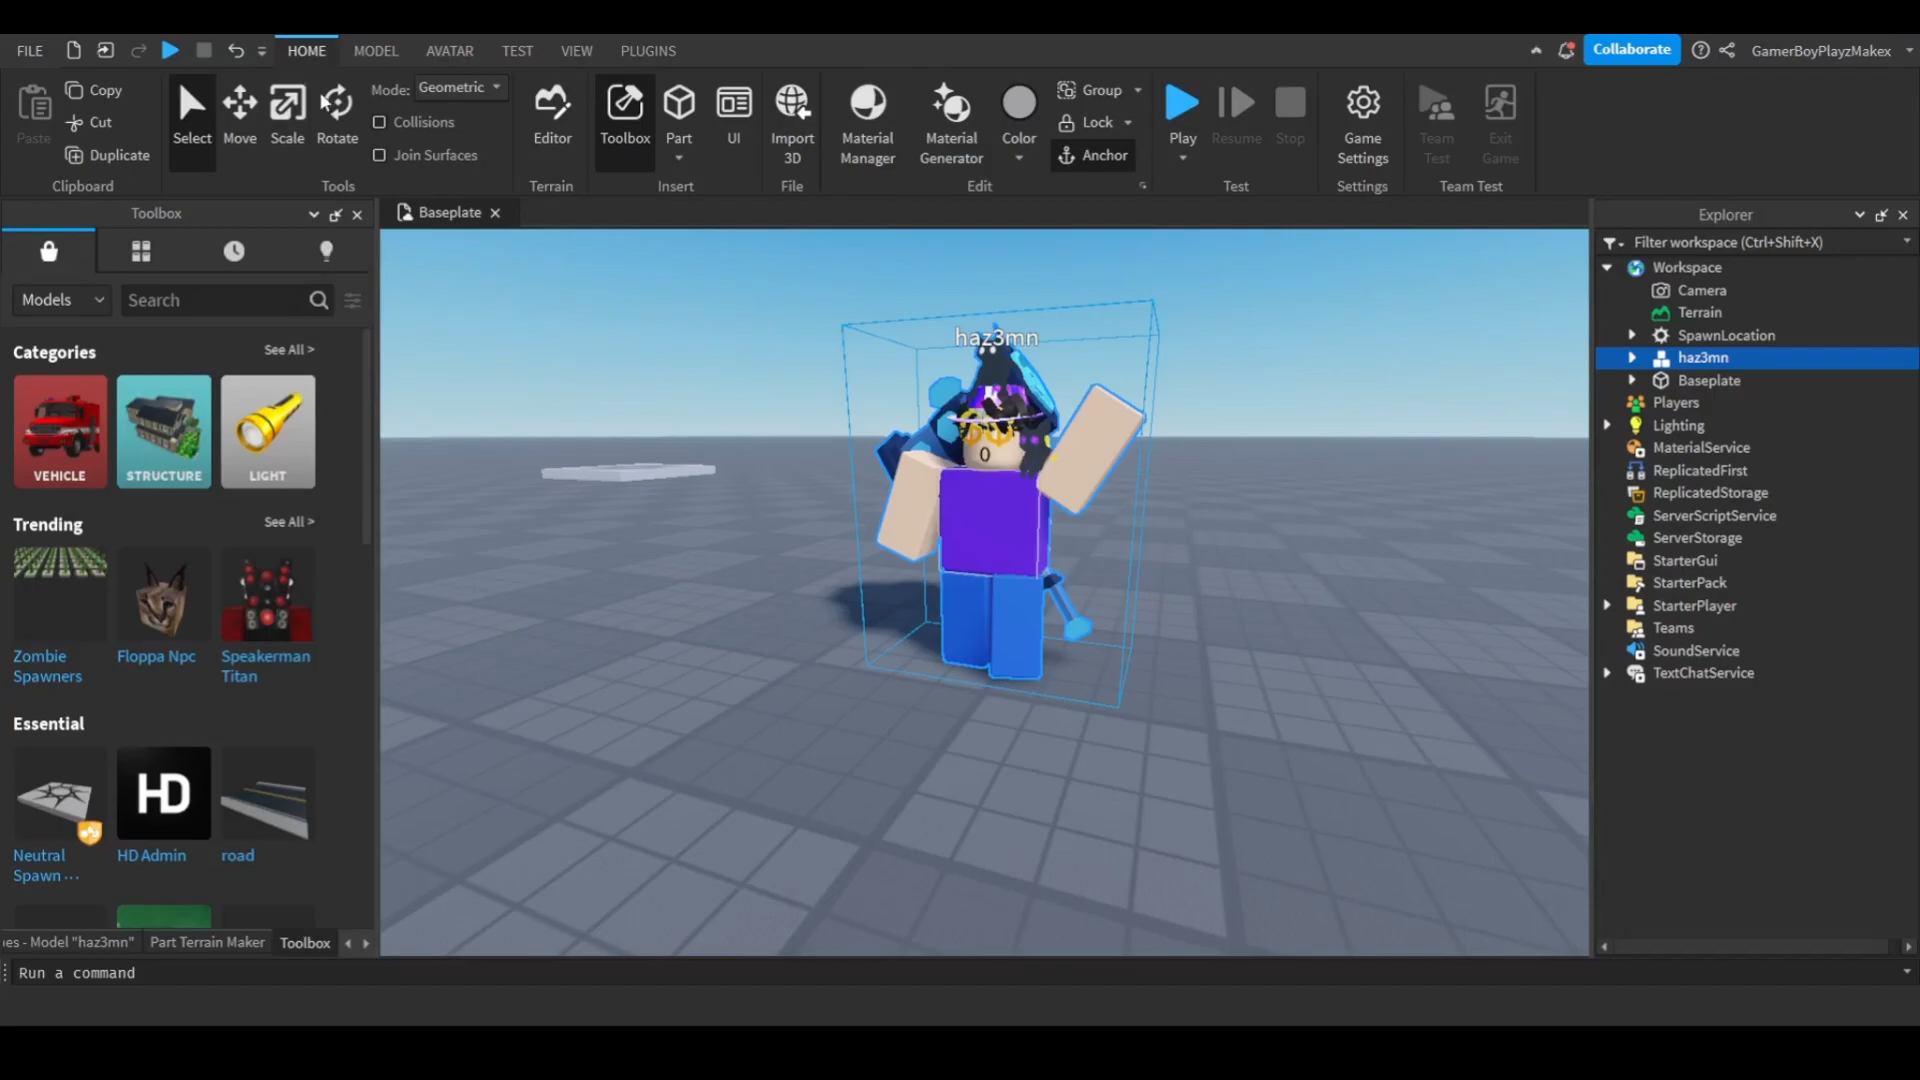 FILE
HOME
MODEL
AVATAR
TEST
VIEW
PLUGINS
Collaborate
GamerBoyPlayzMakex
Paste
Copy
Cut
Duplicate
Clipboard
Select
Move
Scale
Rotate
Mode:
Geometric
Collisions
Join Surfaces
Tools
Editor
Terrain
Toolbox
Part
UI
Insert
Import
3D
File
Material
Manager
Material
Generator
Color
Group
Lock
Anchor
Edit
Play
Resume
Stop
Test
Game
Settings
Settings
Team
Test
Exit
Game
Team Test
Toolbox
Models
Search
Categories
See All >
VEHICLE
STRUCTURE
LIGHT
Trending
See All >
Zombie
Spawners
Floppa Npc
Speakerman
Titan
Essential
HD
Neutral
Spawn ...
HD Admin
road
es - Model "haz3mn"
Part Terrain Maker
Toolbox
Run a command
Baseplate
haz3mn
Explorer
Filter workspace (Ctrl+Shift+X)
Workspace
Camera
Terrain
SpawnLocation
haz3mn
Baseplate
Players
Lighting
MaterialService
ReplicatedFirst
ReplicatedStorage
ServerScriptService
ServerStorage
StarterGui
StarterPack
StarterPlayer
Teams
SoundService
TextChatService